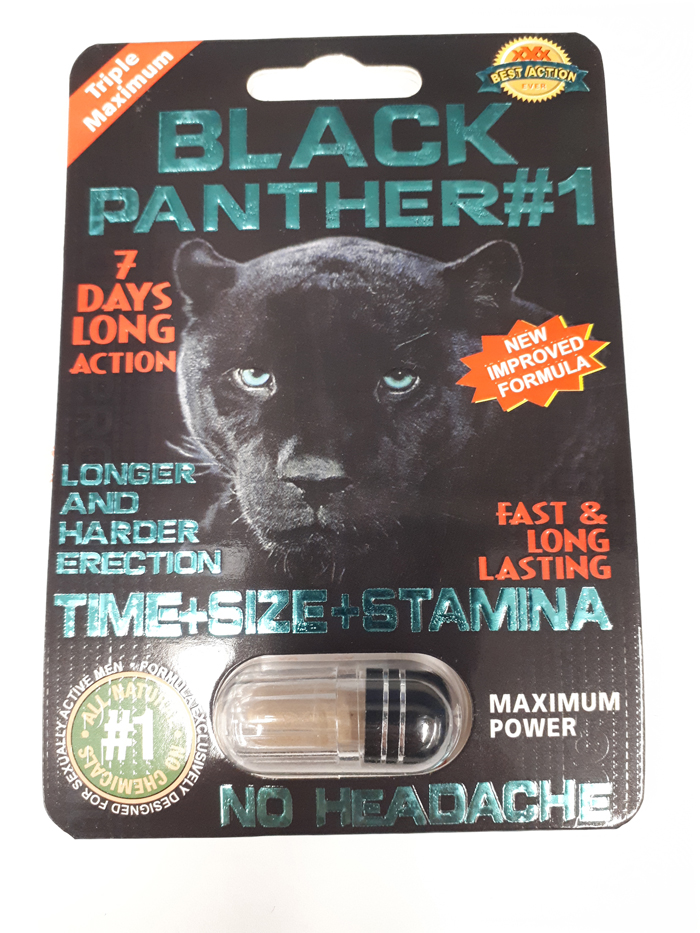 Triple
Maximum
XXX
BEST ACTION
EVER
BLACK
PANTHER#1
7
DAYS
LONG
ACTION
NEW
IMPROVED
FORMULA
LONGER
AND
HARDER
ERECTION
FAST &
LONG
LASTING
TIME+SIZE+STAMINA
FORMULA EXCLUSIVELY DESIGNED FOR SEXUALLY ACTIVE MEN •
• ALL NATURAL • NO CHEMICALS
#1
MAXIMUM
POWER
NO HEADACHE